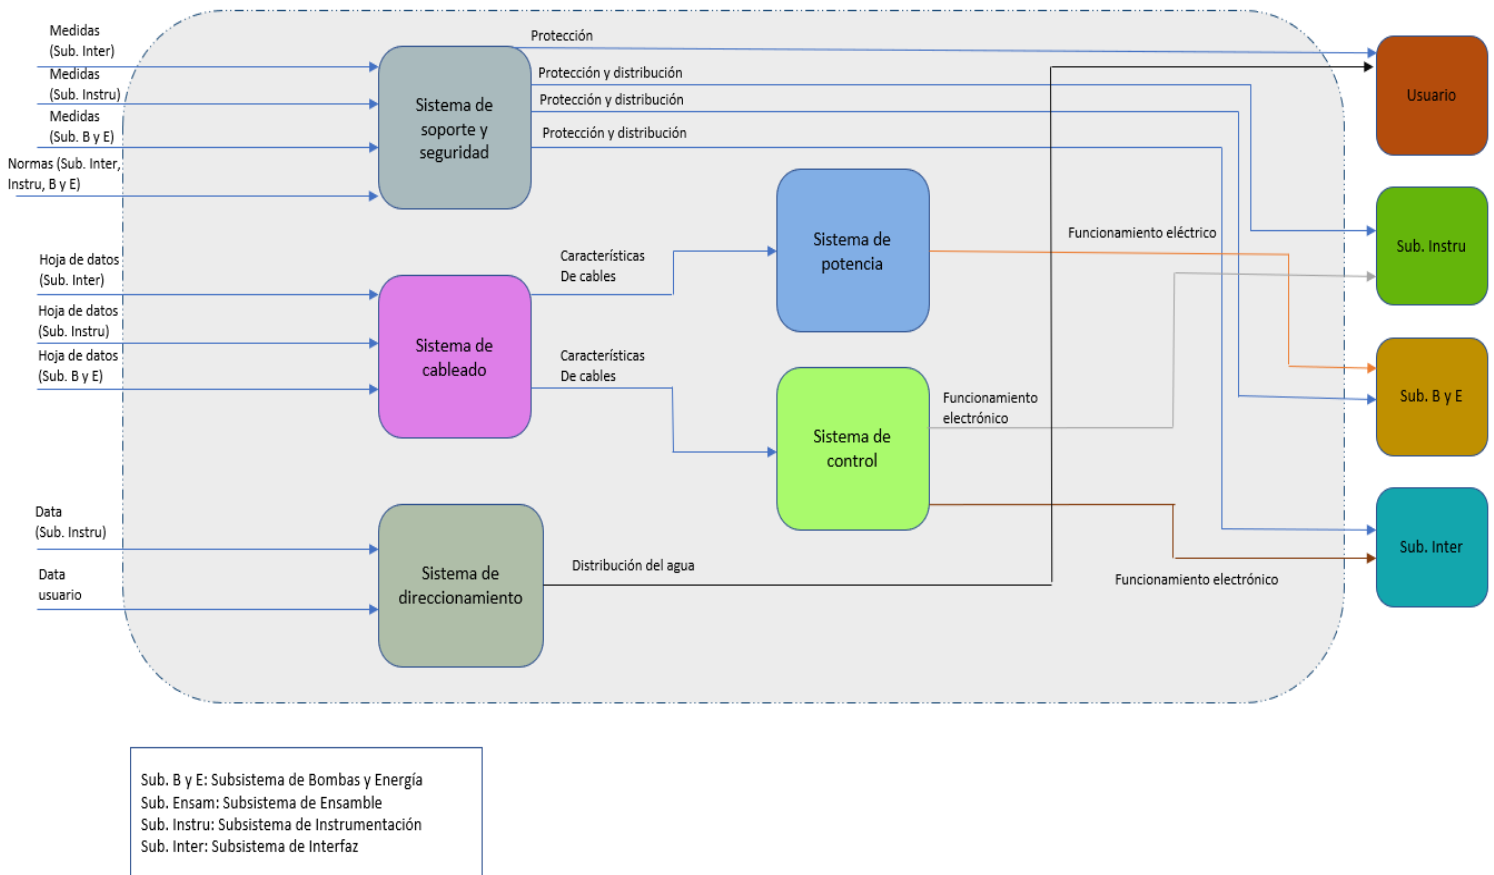 Medidas
(Sub. Inter)
Medidas
(Sub. Instru)
Medidas
(Sub. B y E)
Normas (Sub. Inter,
Instru, B y E)
Sistema de
soporte y
seguridad
Protección
Protección y distribución
Protección y distribución
Protección y distribución
Usuario
Sistema de
potencia
Funcionamiento eléctrico
Sub. Instru
Hoja de datos
(Sub. Inter)
Hoja de datos
(Sub. Instru)
Hoja de datos
(Sub. B y E)
Sistema de
cableado
Características
De cables
Características
De cables
Sistema de
control
Funcionamiento
electrónico
Sub. B y E
Data
(Sub. Instru)
Data
usuario
Sistema de
direccionamiento
Distribución del agua
Funcionamiento electrónico
Sub. Inter
Sub. B y E: Subsistema de Bombas y Energía
Sub. Ensam: Subsistema de Ensamble
Sub. Instru: Subsistema de Instrumentación
Sub. Inter: Subsistema de Interfaz